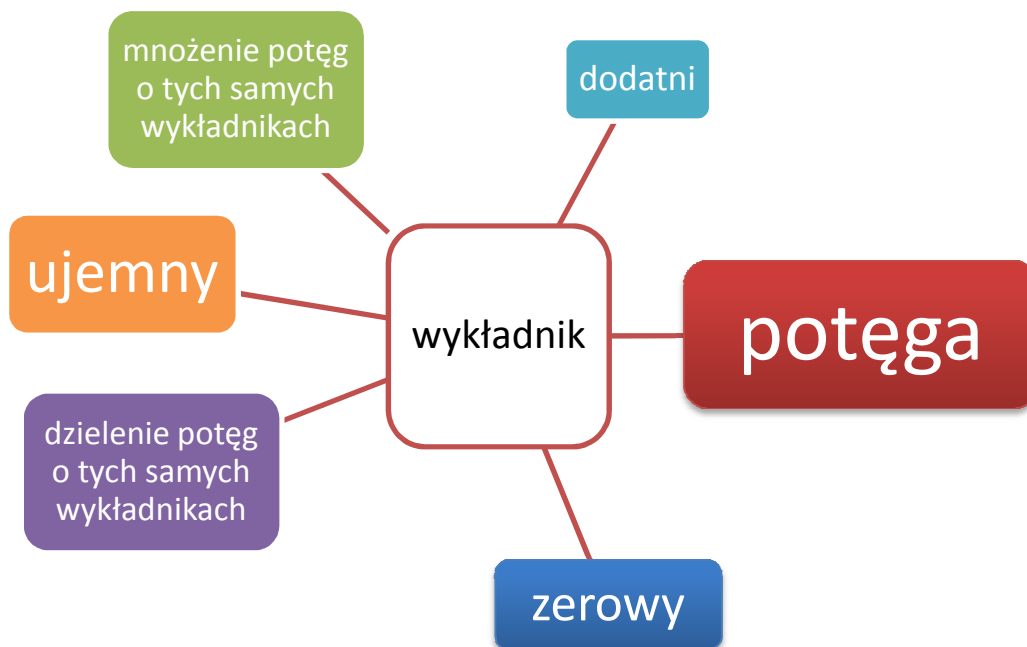 mnożenie potęg
o tych samych
wykładnikach
dodatni
ujemny
wykładnik
potęga
dzielenie potęg
o tych samych
wykładnikach
zerowy